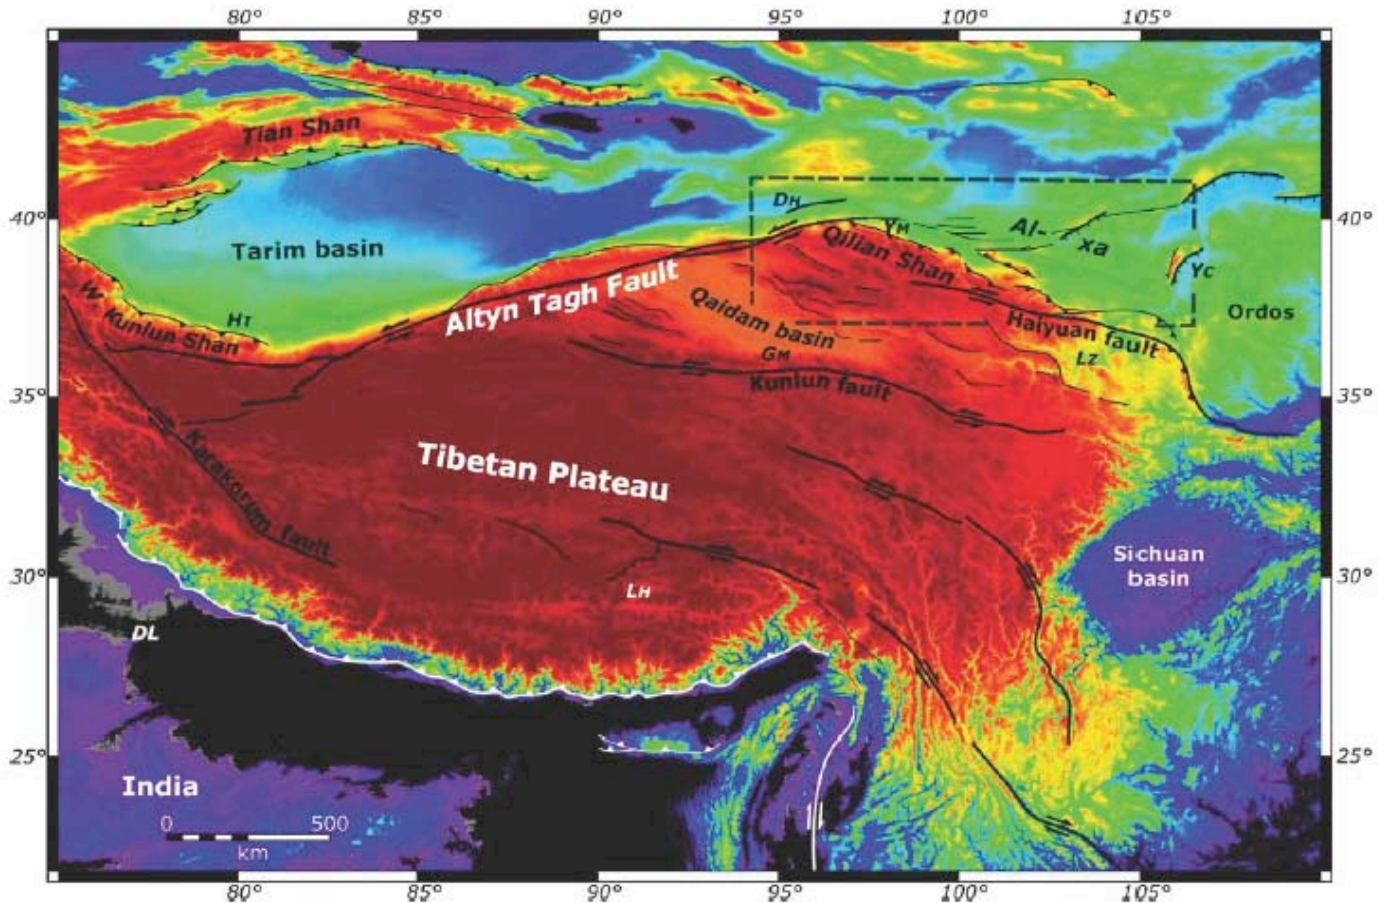 80° 85° 90° 95° 100° 105°
Tian Shan
40° 40°
DH
YM
Al-xa
Tarim basin
Qilian Shan
YC
Altyn Tagh Fault
Qaidam basin
W. Kunlun Shan
HT
Haiyuan fault
Ordos
GM
LZ
Kunlun fault
35° 35°
Tibetan Plateau
Karakorum fault
Sichuan
basin
30° 30°
LH
DL
25° 25°
India
0 500
km
80° 85° 90° 95° 100° 105°